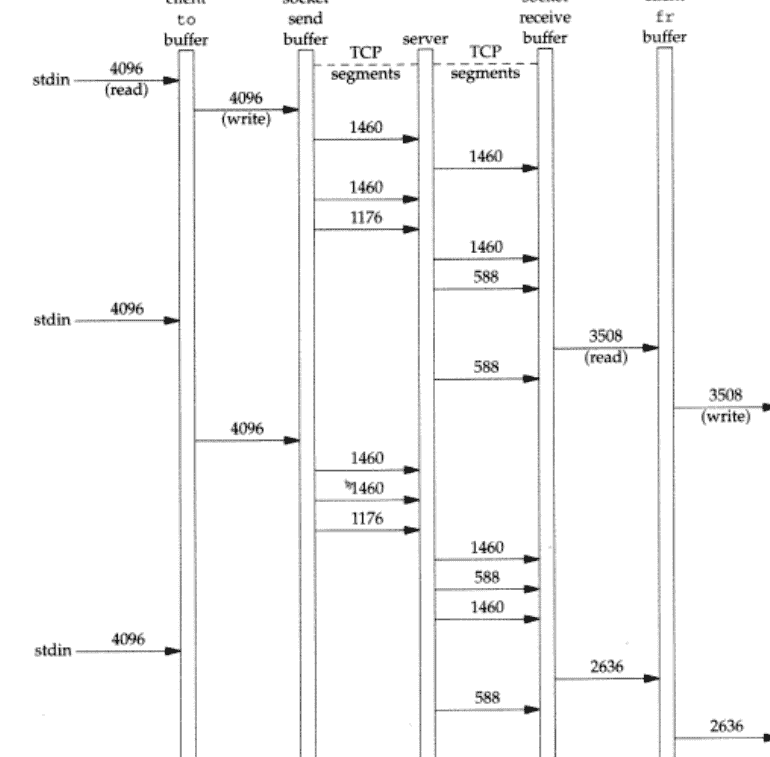 to send receive fr
buffer buffer server buffer buffer
TCP TCP
segments segments
stdin 4096
(read)
4096
(write)
1460
1460
1460
1176
1460
588
stdin 4096
3508
(read)
588
3508
(write)
4096
1460
1460
1176
1460
588
1460
stdin 4096
2636
588
2636